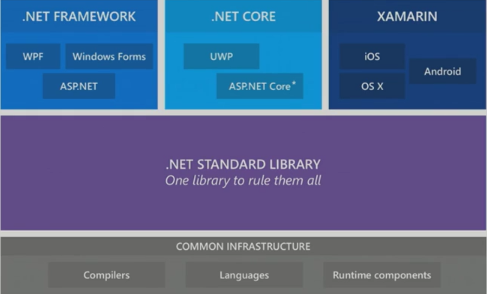 .NET FRAMEWORK
WPF
Windows Forms
ASP.NET
.NET CORE
UWP
ASP.NET Core*
XAMARIN
iOS
Android
OS X
.NET STANDARD LIBRARY
One library to rule them all
COMMON INFRASTRUCTURE
Compilers
Languages
Runtime components